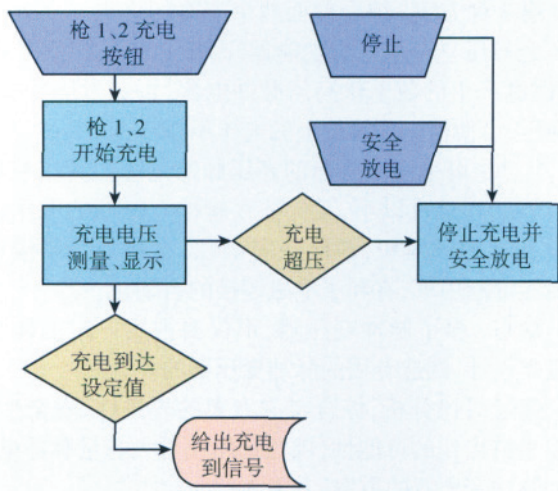 枪1、2充电
按钮
停止
枪1、2
开始充电
安全
放电
充电电压
测量、显示
充电
超压
停止充电并
安全放电
充电到达
设定值
给出充电
到信号